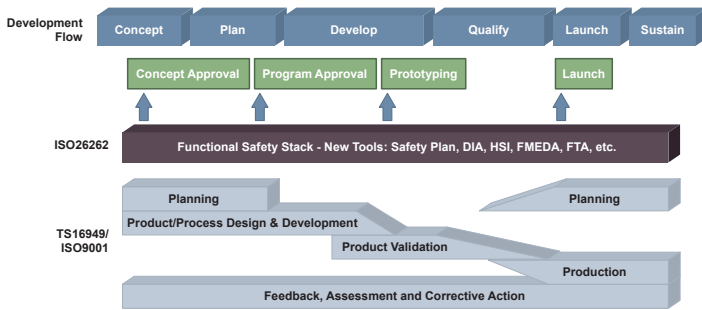 Development
Flow
Concept
Plan
Develop
Qualify
Launch
Sustain
Concept Approval
Program Approval
Prototyping
Launch
ISO26262
Functional Safety Stack - New Tools: Safety Plan, DIA, HSI, FMEDA, FTA, etc.
TS16949/
ISO9001
Planning
Planning
Product/Process Design & Development
Product Validation
Production
Feedback, Assessment and Corrective Action